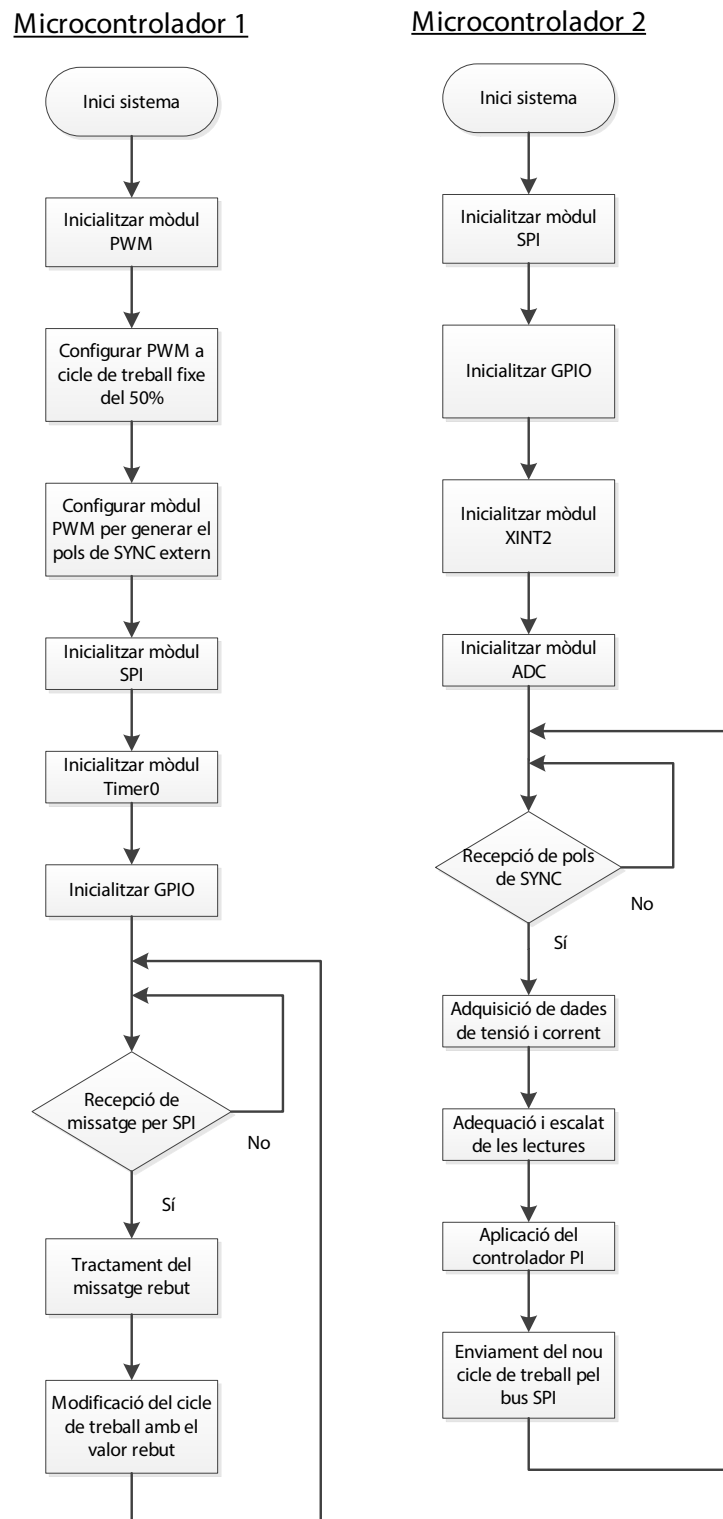 Microcontrolador 1
Inici sistema
Inicialitzar mòdul
PWM
Configurar PWM a
cicle de treball fixe
del 50%
Configurar mòdul
PWM per generar el
pols de SYNC extern
Inicialitzar mòdul
SPI
Inicialitzar mòdul
Timer0
Inicialitzar GPIO
Recepció de
missatge per SPI
No
Sí
Tractament del
missatge rebut
Modificació del cicle
de treball amb el
valor rebut
Microcontrolador 2
Inici sistema
Inicialitzar mòdul
SPI
Inicialitzar GPIO
Inicialitzar mòdul
XINT2
Inicialitzar mòdul
ADC
Recepció de pols
de SYNC
No
Sí
Adquisició de dades
de tensió i corrent
Adequació i escalat
de les lectures
Aplicació del
controlador PI
Enviament del nou
cicle de treball pel
bus SPI